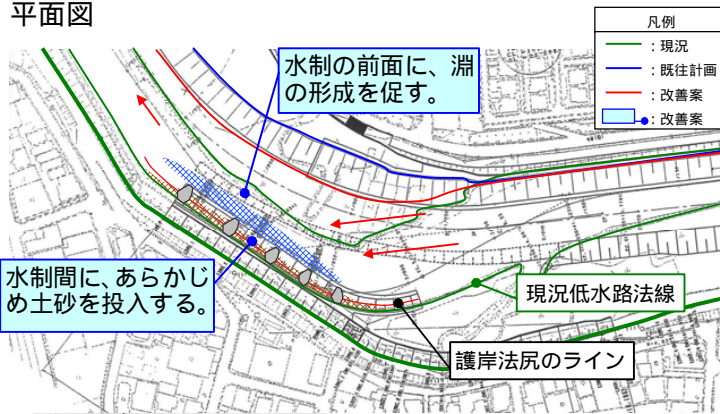 平面図
凡例
：現況
：既往計画
：改善案
：改善案
水制の前面に、淵
の形成を促す。
水制間に、あらかじ
め土砂を投入する。
現況低水路法線
護岸法尻のライン